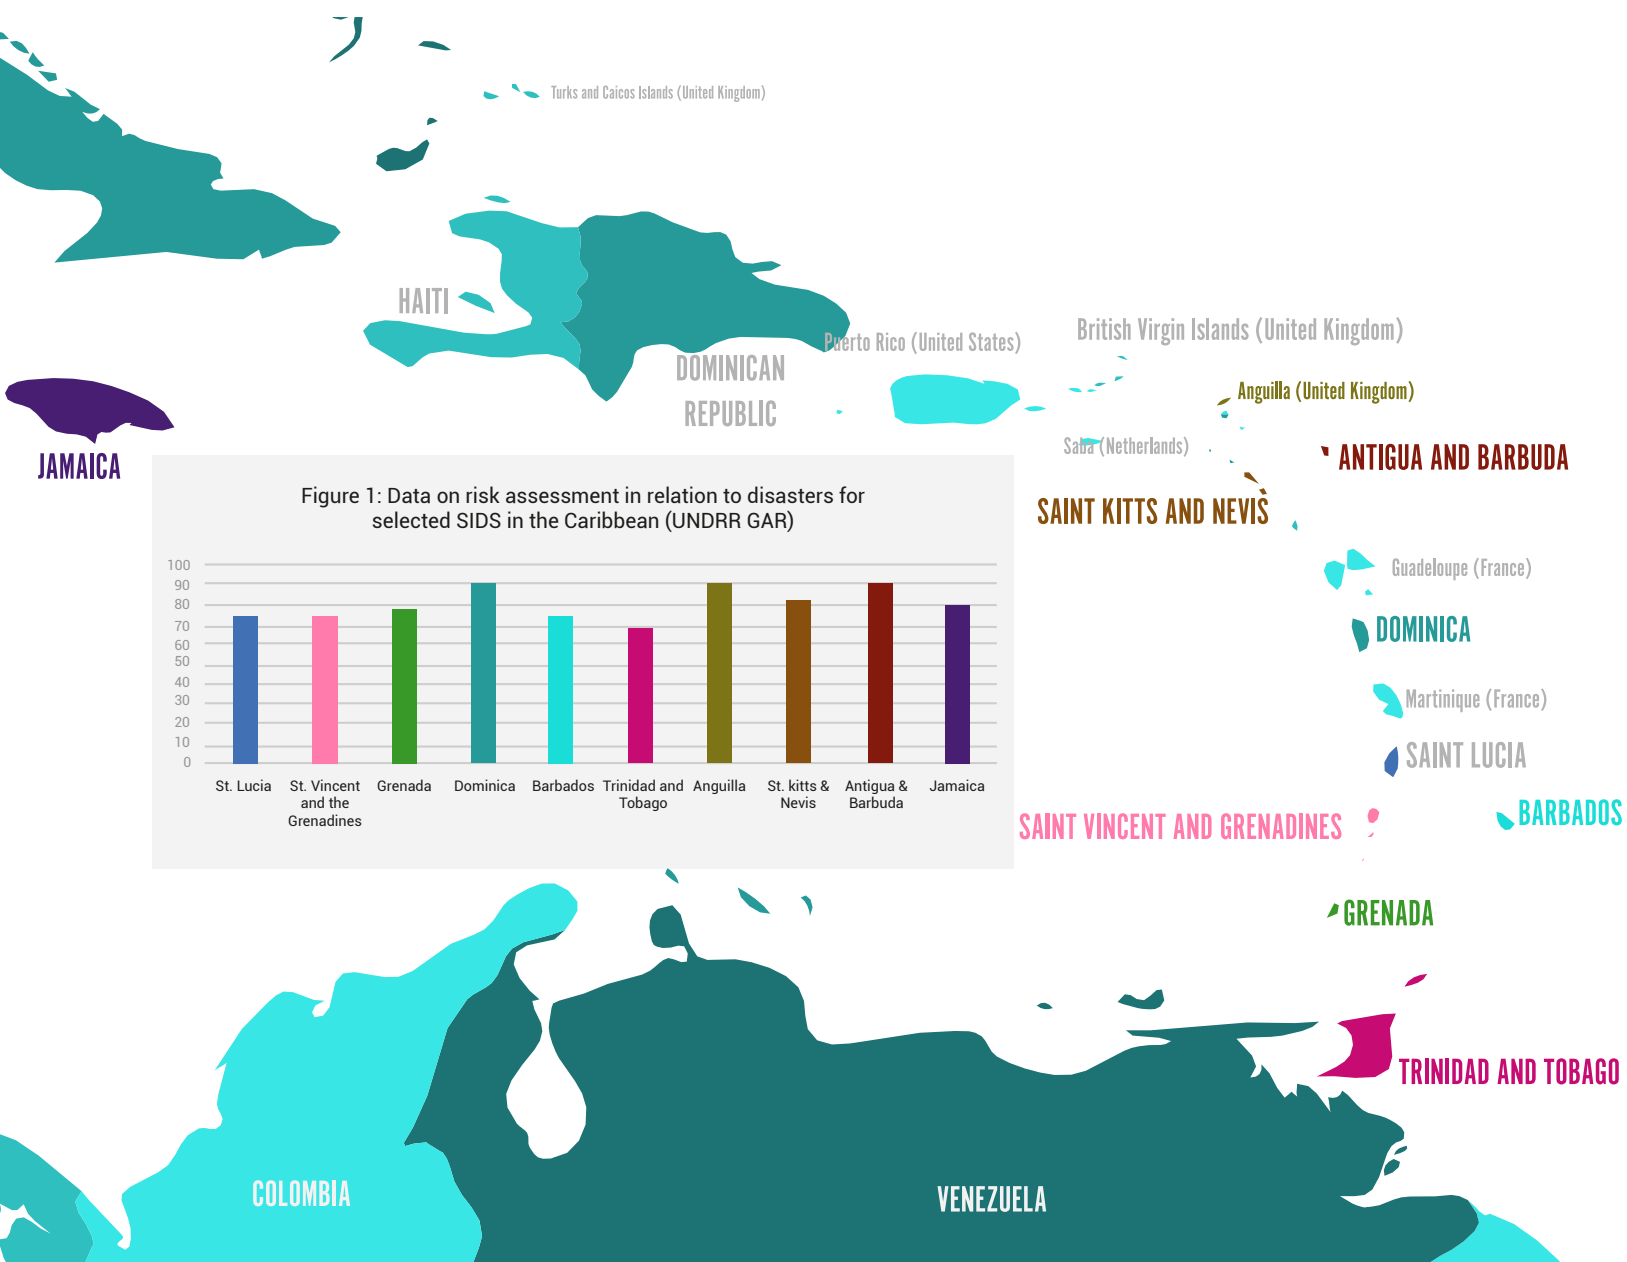 Turks and Caicos Islands (United Kingdom)
HAITI
DOMINICAN
REPUBLIC
Puerto Rico (United States)
British Virgin Islands (United Kingdom)
Anguilla (United Kingdom)
Saba (Netherlands)
ANTIGUA AND BARBUDA
JAMAICA
SAINT KITTS AND NEVIS
Figure 1: Data on risk assessment in relation to disasters for
selected SIDS in the Caribbean (UNDRR GAR)
100
90
80
70
60
50
40
30
20
10
0
St. Lucia
St. Vincent
and the
Grenadines
Grenada
Dominica
Barbados
Trinidad and
Tobago
Anguilla
St. kitts &
Nevis
Antigua &
Barbuda
Jamaica
Guadeloupe (France)
DOMINICA
Martinique (France)
SAINT LUCIA
BARBADOS
SAINT VINCENT AND GRENADINES
GRENADA
TRINIDAD AND TOBAGO
COLOMBIA
VENEZUELA